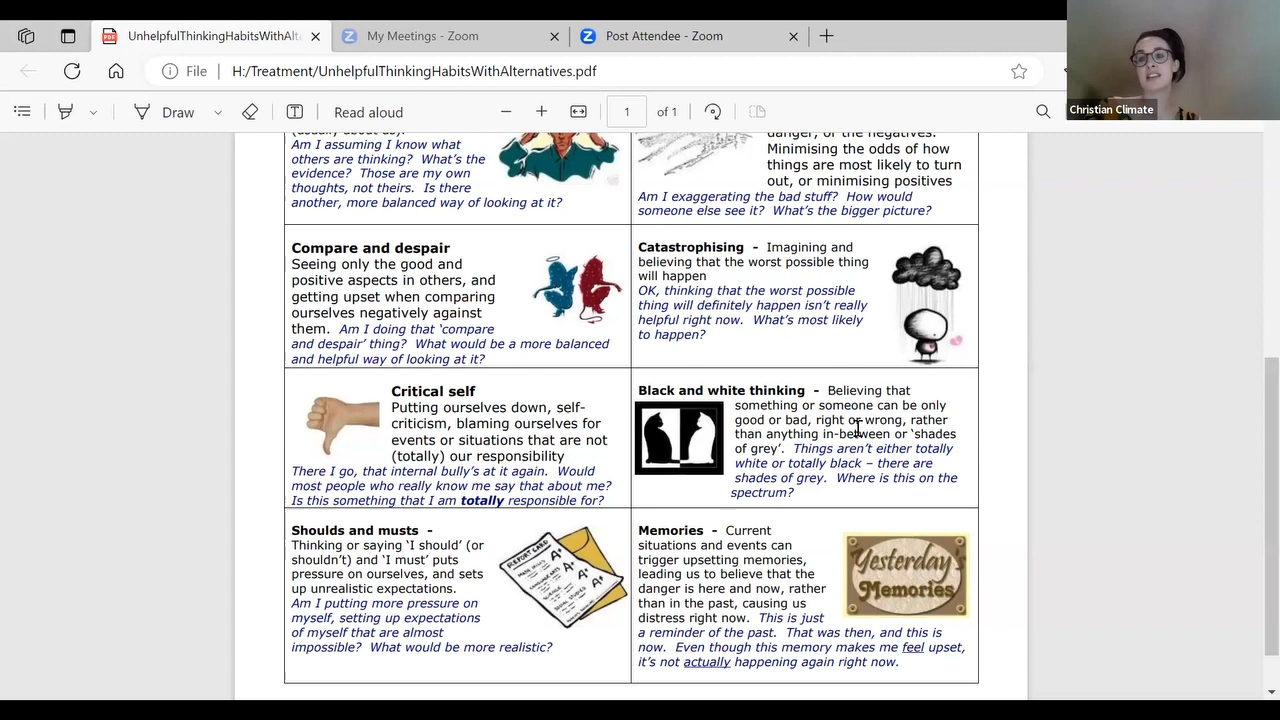 UnhelpfulThinkingHabitsWithAlt
My Meetings - Zoom
Post Attendee - Zoom
File
H:/Treatment/UnhelpfulThinkingHabitsWithAlternatives.pdf
Christian Climate
Draw
Read aloud
1
of 1
(usually about us).
Am I assuming I know what
others are thinking? What's the
evidence? Those are my own
thoughts, not theirs. Is there
another, more balanced way of looking at it?
danger, or the negatives.
Minimising the odds of how
things are most likely to turn
out, or minimising positives
Am I exaggerating the bad stuff? How would
someone else see it? What's the bigger picture?
Compare and despair
Seeing only the good and
positive aspects in others, and
getting upset when comparing
ourselves negatively against
them. Am I doing that 'compare
and despair' thing? What would be a more balanced
and helpful way of looking at it?
Catastrophising - Imagining and
believing that the worst possible thing
will happen
OK, thinking that the worst possible
thing will definitely happen isn't really
helpful right now. What's most likely
to happen?
Critical self
Putting ourselves down, self-
criticism, blaming ourselves for
events or situations that are not
(totally) our responsibility
There I go, that internal bully's at it again. Would
most people who really know me say that about me?
Is this something that I am totally responsible for?
Black and white thinking - Believing that
something or someone can be only
good or bad, right or wrong, rather
than anything in-between or 'shades
of grey'. Things aren't either totally
white or totally black – there are
shades of grey. Where is this on the
spectrum?
Shoulds and musts -
Thinking or saying 'I should' (or
shouldn't) and 'I must' puts
pressure on ourselves, and sets
up unrealistic expectations.
Am I putting more pressure on
myself, setting up expectations
of myself that are almost
impossible? What would be more realistic?
REPORT CARD
Memories - Current
situations and events can
trigger upsetting memories,
leading us to believe that the
danger is here and now, rather
than in the past, causing us
distress right now. This is just
a reminder of the past. That was then, and this is
now. Even though this memory makes me feel upset,
it's not actually happening again right now.
Yesterday's
Memories